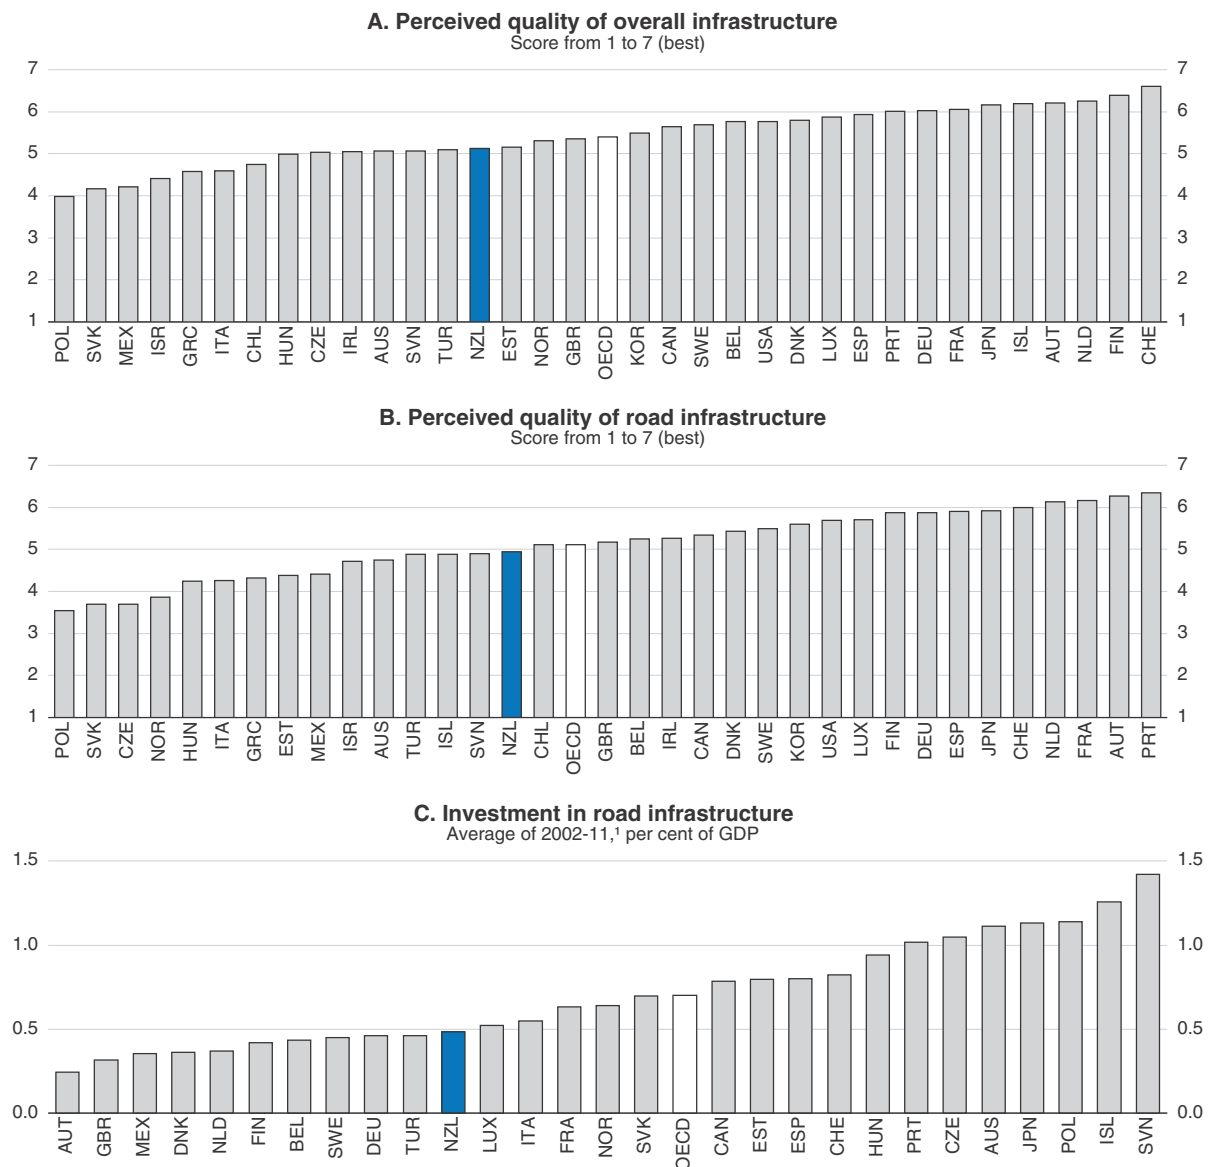 A. Perceived quality of overall infrastructure
Score from 1 to 7 (best)
7 7
6 6
5 5
4 4
3 3
2 2
1 1
POL SVK MEX ISR GRC ITA CHL HUN CZE IRL AUS SVN TUR NZL EST NOR GBR OECD KOR CAN SWE BEL USA DNK LUX ESP PRT DEU FRA JPN ISL AUT NLD FIN CHE
B. Perceived quality of road infrastructure
Score from 1 to 7 (best)
7 7
6 6
5 5
4 4
3 3
2 2
1 1
POL SVK CZE NOR HUN ITA GRC EST MEX ISR AUS TUR ISL SVN NZL CHL OECD GBR BEL IRL CAN DNK SWE KOR USA LUX FIN DEU ESP JPN CHE NLD FRA AUT PRT
C. Investment in road infrastructure
Average of 2002-11,¹ per cent of GDP
1.5 1.5
1.0 1.0
0.5 0.5
0.0 0.0
AUT GBR MEX DNK NLD FIN BEL SWE DEU TUR NZL LUX ITA FRA NOR SVK OECD CAN EST ESP CHE HUN PRT CZE AUS JPN POL ISL SVN